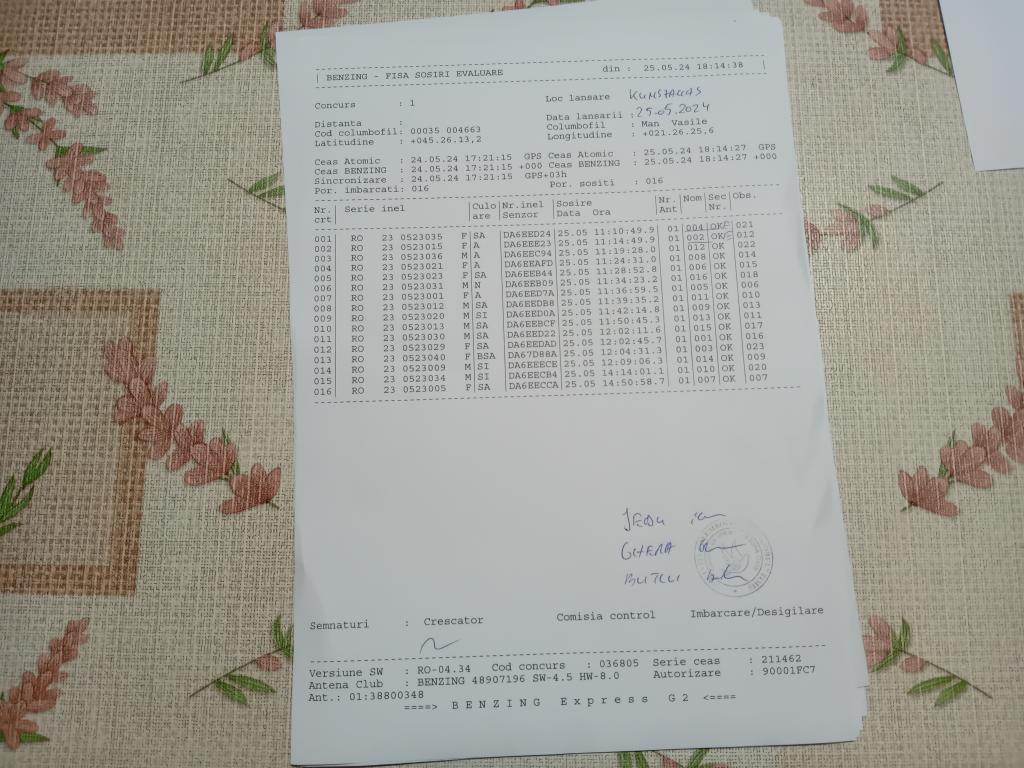 | BENZING - FISA SOSIRI EVALUARE din : 25.05.24 18:14:38 |
Concurs : 1 Loc lansare
Distanta : Data lansarii : 25.05.2024
Cod columbofil: 00035 004663 Columbofil : Man Vasile
Latitudine : +045.26.13,2 Longitudine : +021.26.25,6
Ceas Atomic : 24.05.24 17:21:15 GPS Ceas Atomic : 25.05.24 18:14:27 GPS
Ceas BENZING : 24.05.24 17:21:15 +000 Ceas BENZING : 25.05.24 18:14:27 +000
Sincronizare : 24.05.24 17:21:15 GPS+03h
Por. imbarcati: 016 Por. sositi : 016
Nr. Serie inel |Culo|Nr.inel |Sosire |Nr.|Nom|Sec|Obs.
crt |are |Senzor |Data Ora |Ant| |Nr.|
001 RO 23 0523035 F SA DA6EED24 25.05 11:10:49.9 01 004 OK 021
002 RO 23 0523015 F A DA6EEE23 25.05 11:14:49.9 01 002 OK 012
003 RO 23 0523036 M A DA6EEC94 25.05 11:19:28.0 01 012 OK 022
004 RO 23 0523021 F A DA6EEAFD 25.05 11:24:31.0 01 008 OK 014
005 RO 23 0523023 F SA DA6EEB44 25.05 11:28:52.8 01 006 OK 015
006 RO 23 0523031 M N DA6EEB09 25.05 11:34:23.2 01 016 OK 018
007 RO 23 0523001 F A DA6EED7A 25.05 11:36:59.5 01 005 OK 006
008 RO 23 0523012 M SA DA6EEDB8 25.05 11:39:35.2 01 011 OK 010
009 RO 23 0523020 M SI DA6EED0A 25.05 11:42:14.8 01 009 OK 013
010 RO 23 0523013 M SA DA6EEBCF 25.05 11:50:45.3 01 013 OK 011
011 RO 23 0523030 M SA DA6EED22 25.05 12:02:11.6 01 015 OK 017
012 RO 23 0523029 F SA DA6EEDAD 25.05 12:02:45.7 01 001 OK 016
013 RO 23 0523040 F BSA DA67D88A 25.05 12:04:31.3 01 003 OK 023
014 RO 23 0523009 M SI DA6EEECE 25.05 12:09:06.3 01 014 OK 009
015 RO 23 0523034 M SI DA6EECB4 25.05 14:14:01.1 01 010 OK 020
016 RO 23 0523005 F SA DA6EECCA 25.05 14:50:58.7 01 007 OK 007
GHERA
Semnaturi : Crescator Comisia control Imbarcare/Desigilare
Versiune SW : RO-04.34 Cod concurs : 036805 Serie ceas : 211462
Antena Club : BENZING 48907196 SW-4.5 HW-8.0 Autorizare : 90001FC7
Ant.: 01:38800348
====> B E N Z I N G E x p r e s s G 2 <====